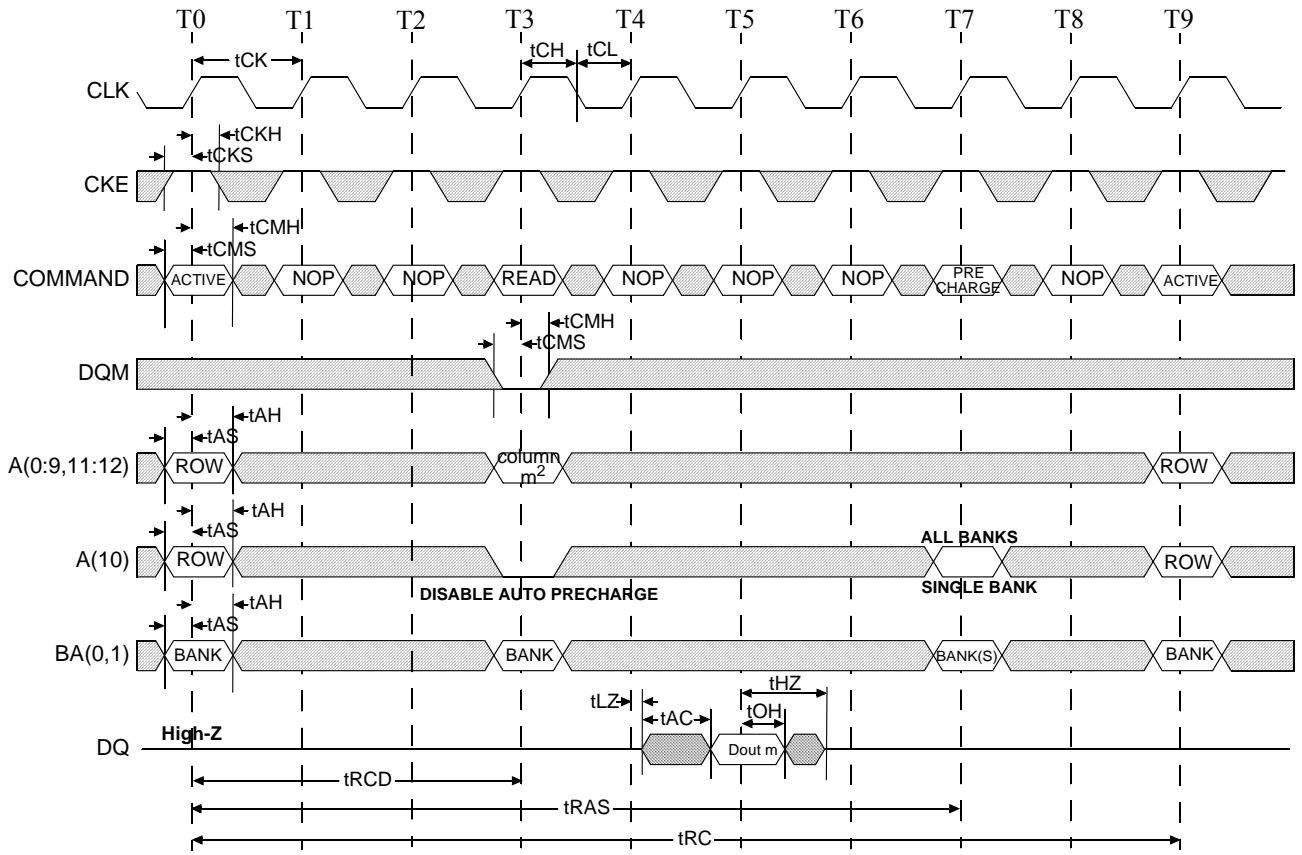 T0 T1 T2 T3 T4 T5 T6 T7 T8 T9
tCK tCH tCL
CLK
tCKH
tCKS
CKE
tCMH
tCMS
COMMAND ACTIVE NOP NOP READ NOP NOP NOP PRE CHARGE NOP ACTIVE
tCMH
tCMS
DQM
tAH
tAS
A(0:9,11:12) ROW column m2 ROW
tAH
tAS ALL BANKS
A(10) ROW ROW
DISABLE AUTO PRECHARGE SINGLE BANK
tAH
tAS
BA(0,1) BANK BANK BANK(S) BANK
tHZ
tLZ tAC tOH
High-Z
DQ Dout m
tRCD
tRAS
tRC